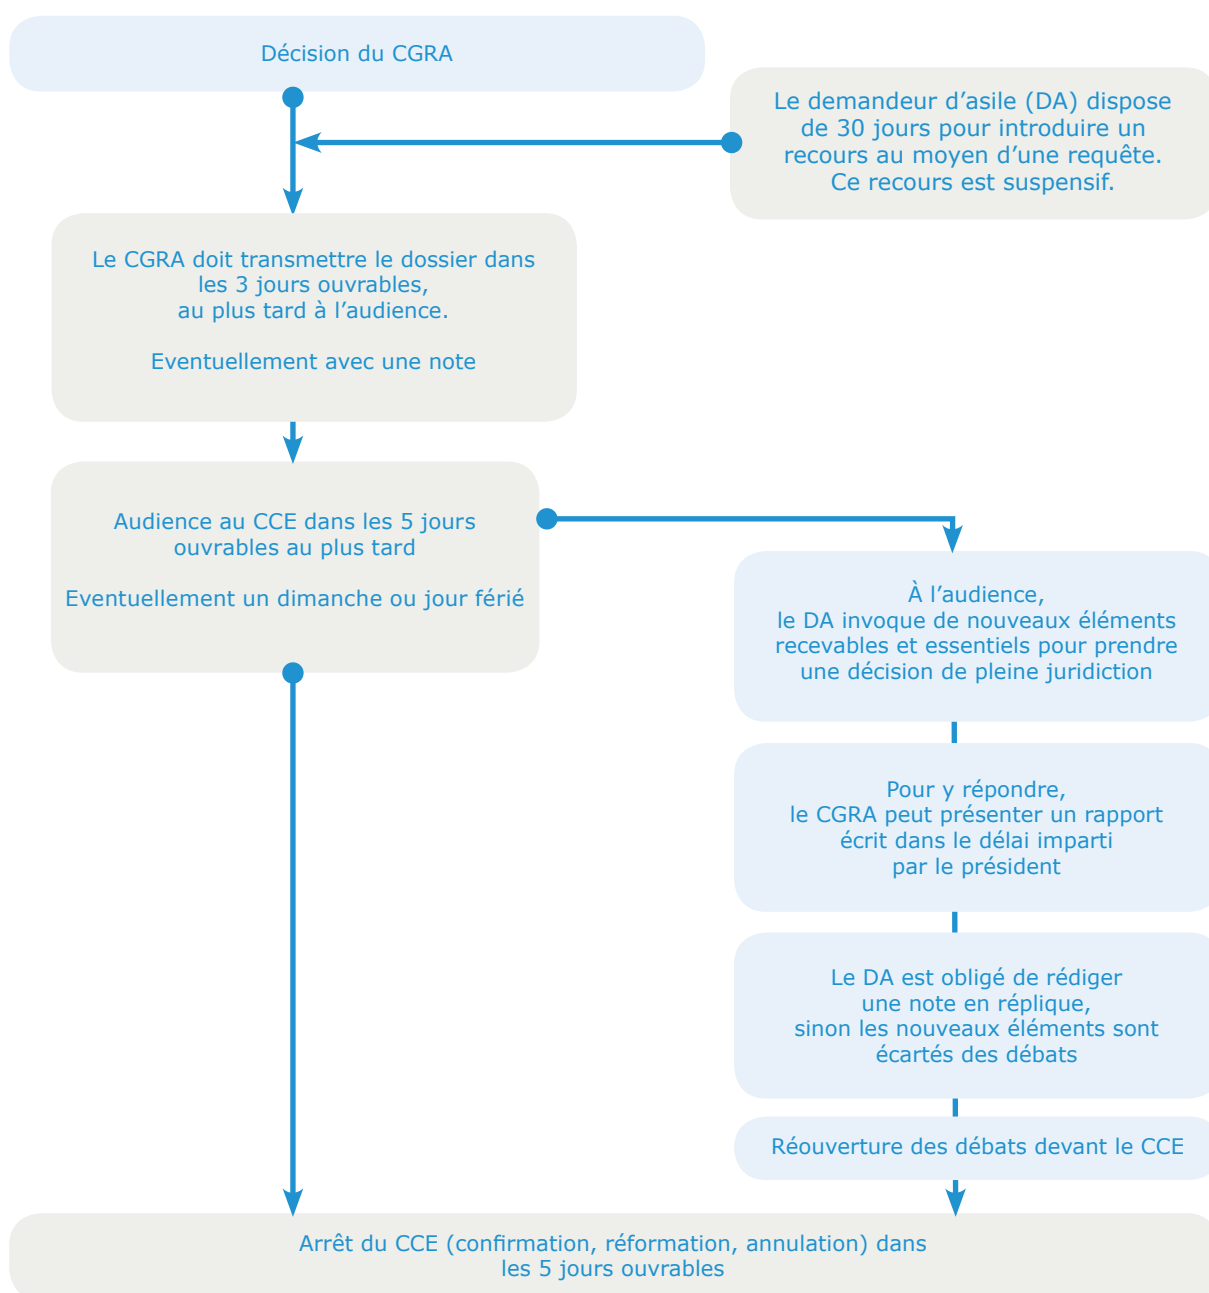 Décision du CGRA
Le demandeur d’asile (DA) dispose
de 30 jours pour introduire un
recours au moyen d’une requête.
Ce recours est suspensif.
Le CGRA doit transmettre le dossier dans
les 3 jours ouvrables,
au plus tard à l’audience.
Eventuellement avec une note
Audience au CCE dans les 5 jours
ouvrables au plus tard
Eventuellement un dimanche ou jour férié
À l’audience,
le DA invoque de nouveaux éléments
recevables et essentiels pour prendre
une décision de pleine juridiction
Pour y répondre,
le CGRA peut présenter un rapport
écrit dans le délai imparti
par le président
Le DA est obligé de rédiger
une note en réplique,
sinon les nouveaux éléments sont
écartés des débats
Réouverture des débats devant le CCE
Arrêt du CCE (confirmation, réformation, annulation) dans
les 5 jours ouvrables